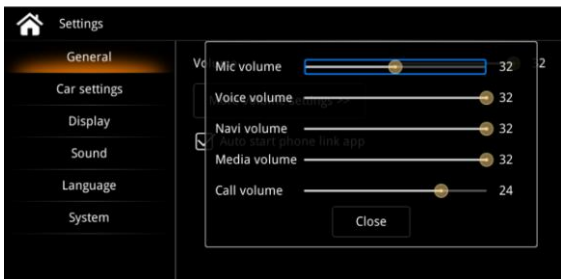 Settings
General
Car settings
Display
Sound
Language
System
Mic volume 32
Voice volume 32
Navi volume 32
Auto start phone link app
Media volume 32
Call volume 24
Close